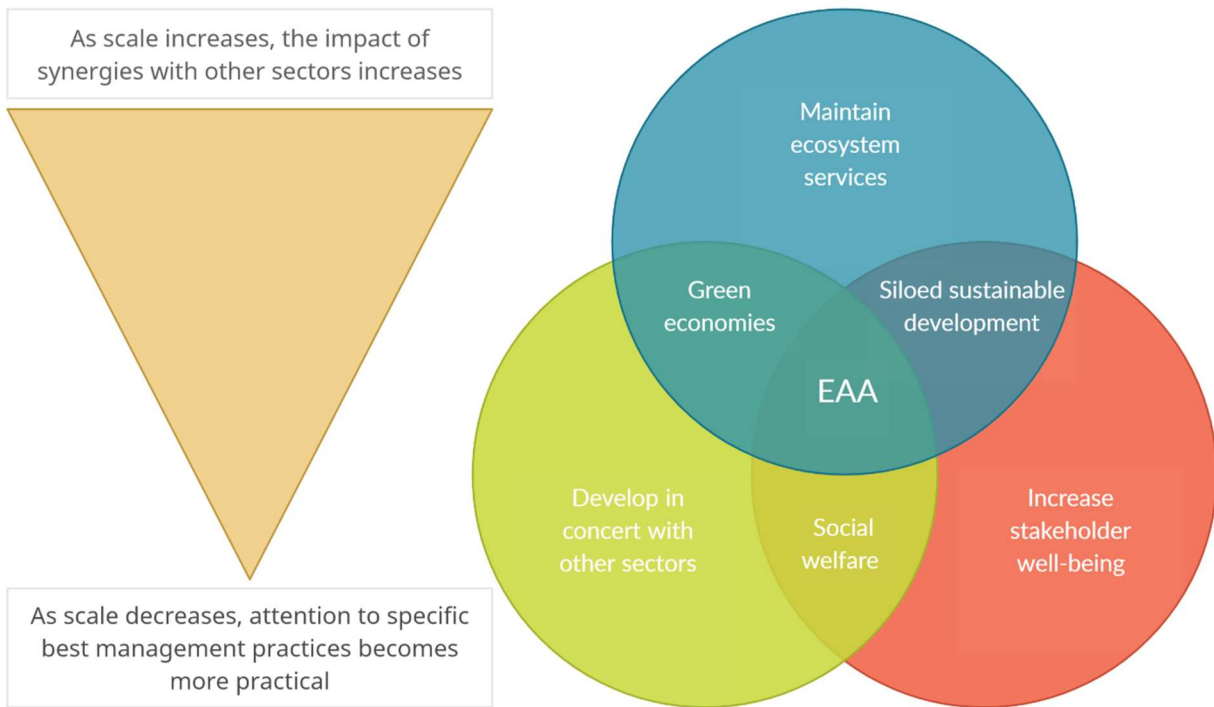 As scale increases, the impact of
synergies with other sectors increases
As scale decreases, attention to specific
best management practices becomes
more practical
Maintain
ecosystem
services
Green
economies
Siloed sustainable
development
EAA
Develop in
concert with
other sectors
Social
welfare
Increase
stakeholder
well-being